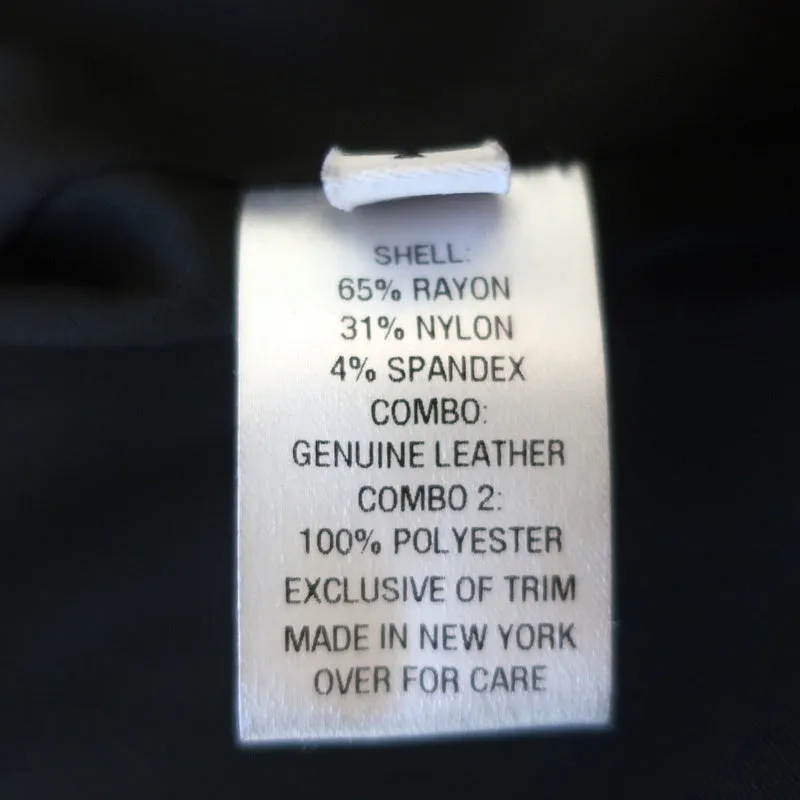 SHELL:
65% RAYON
31% NYLON
4% SPANDEX
COMBO:
GENUINE LEATHER
COMBO 2:
100% POLYESTER
EXCLUSIVE OF TRIM
MADE IN NEW YORK
OVER FOR CARE